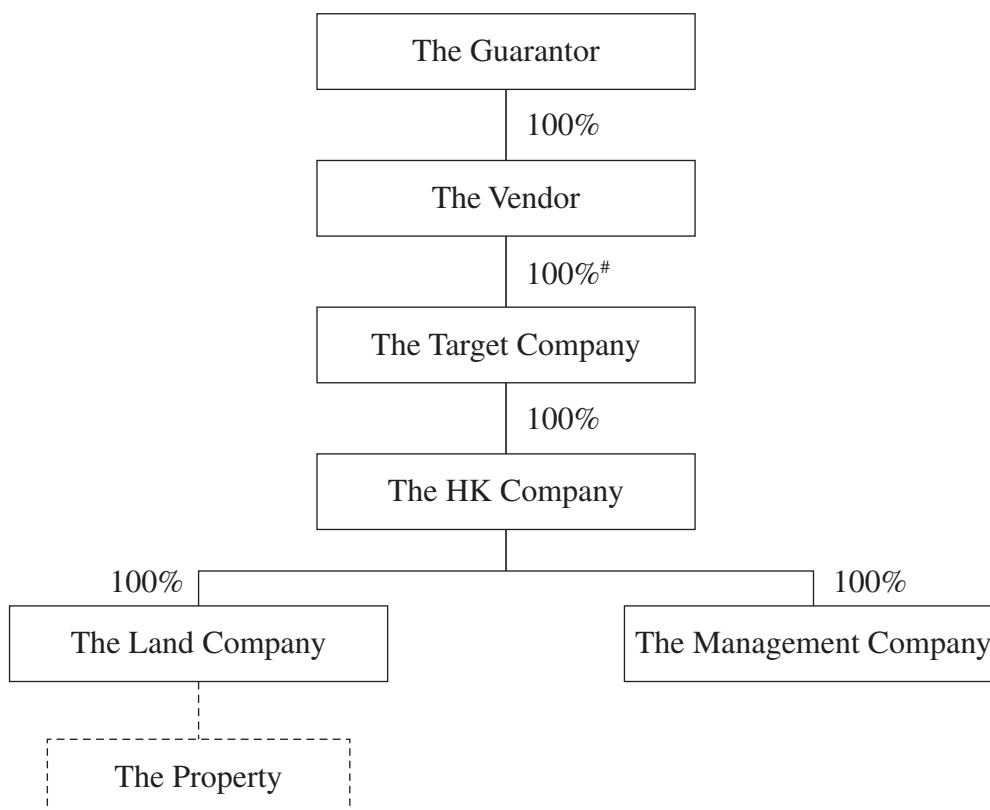 The Guarantor
100%
The Vendor
100%#
The Target Company
100%
The HK Company
100%
100%
The Land Company
The Management Company
The Property